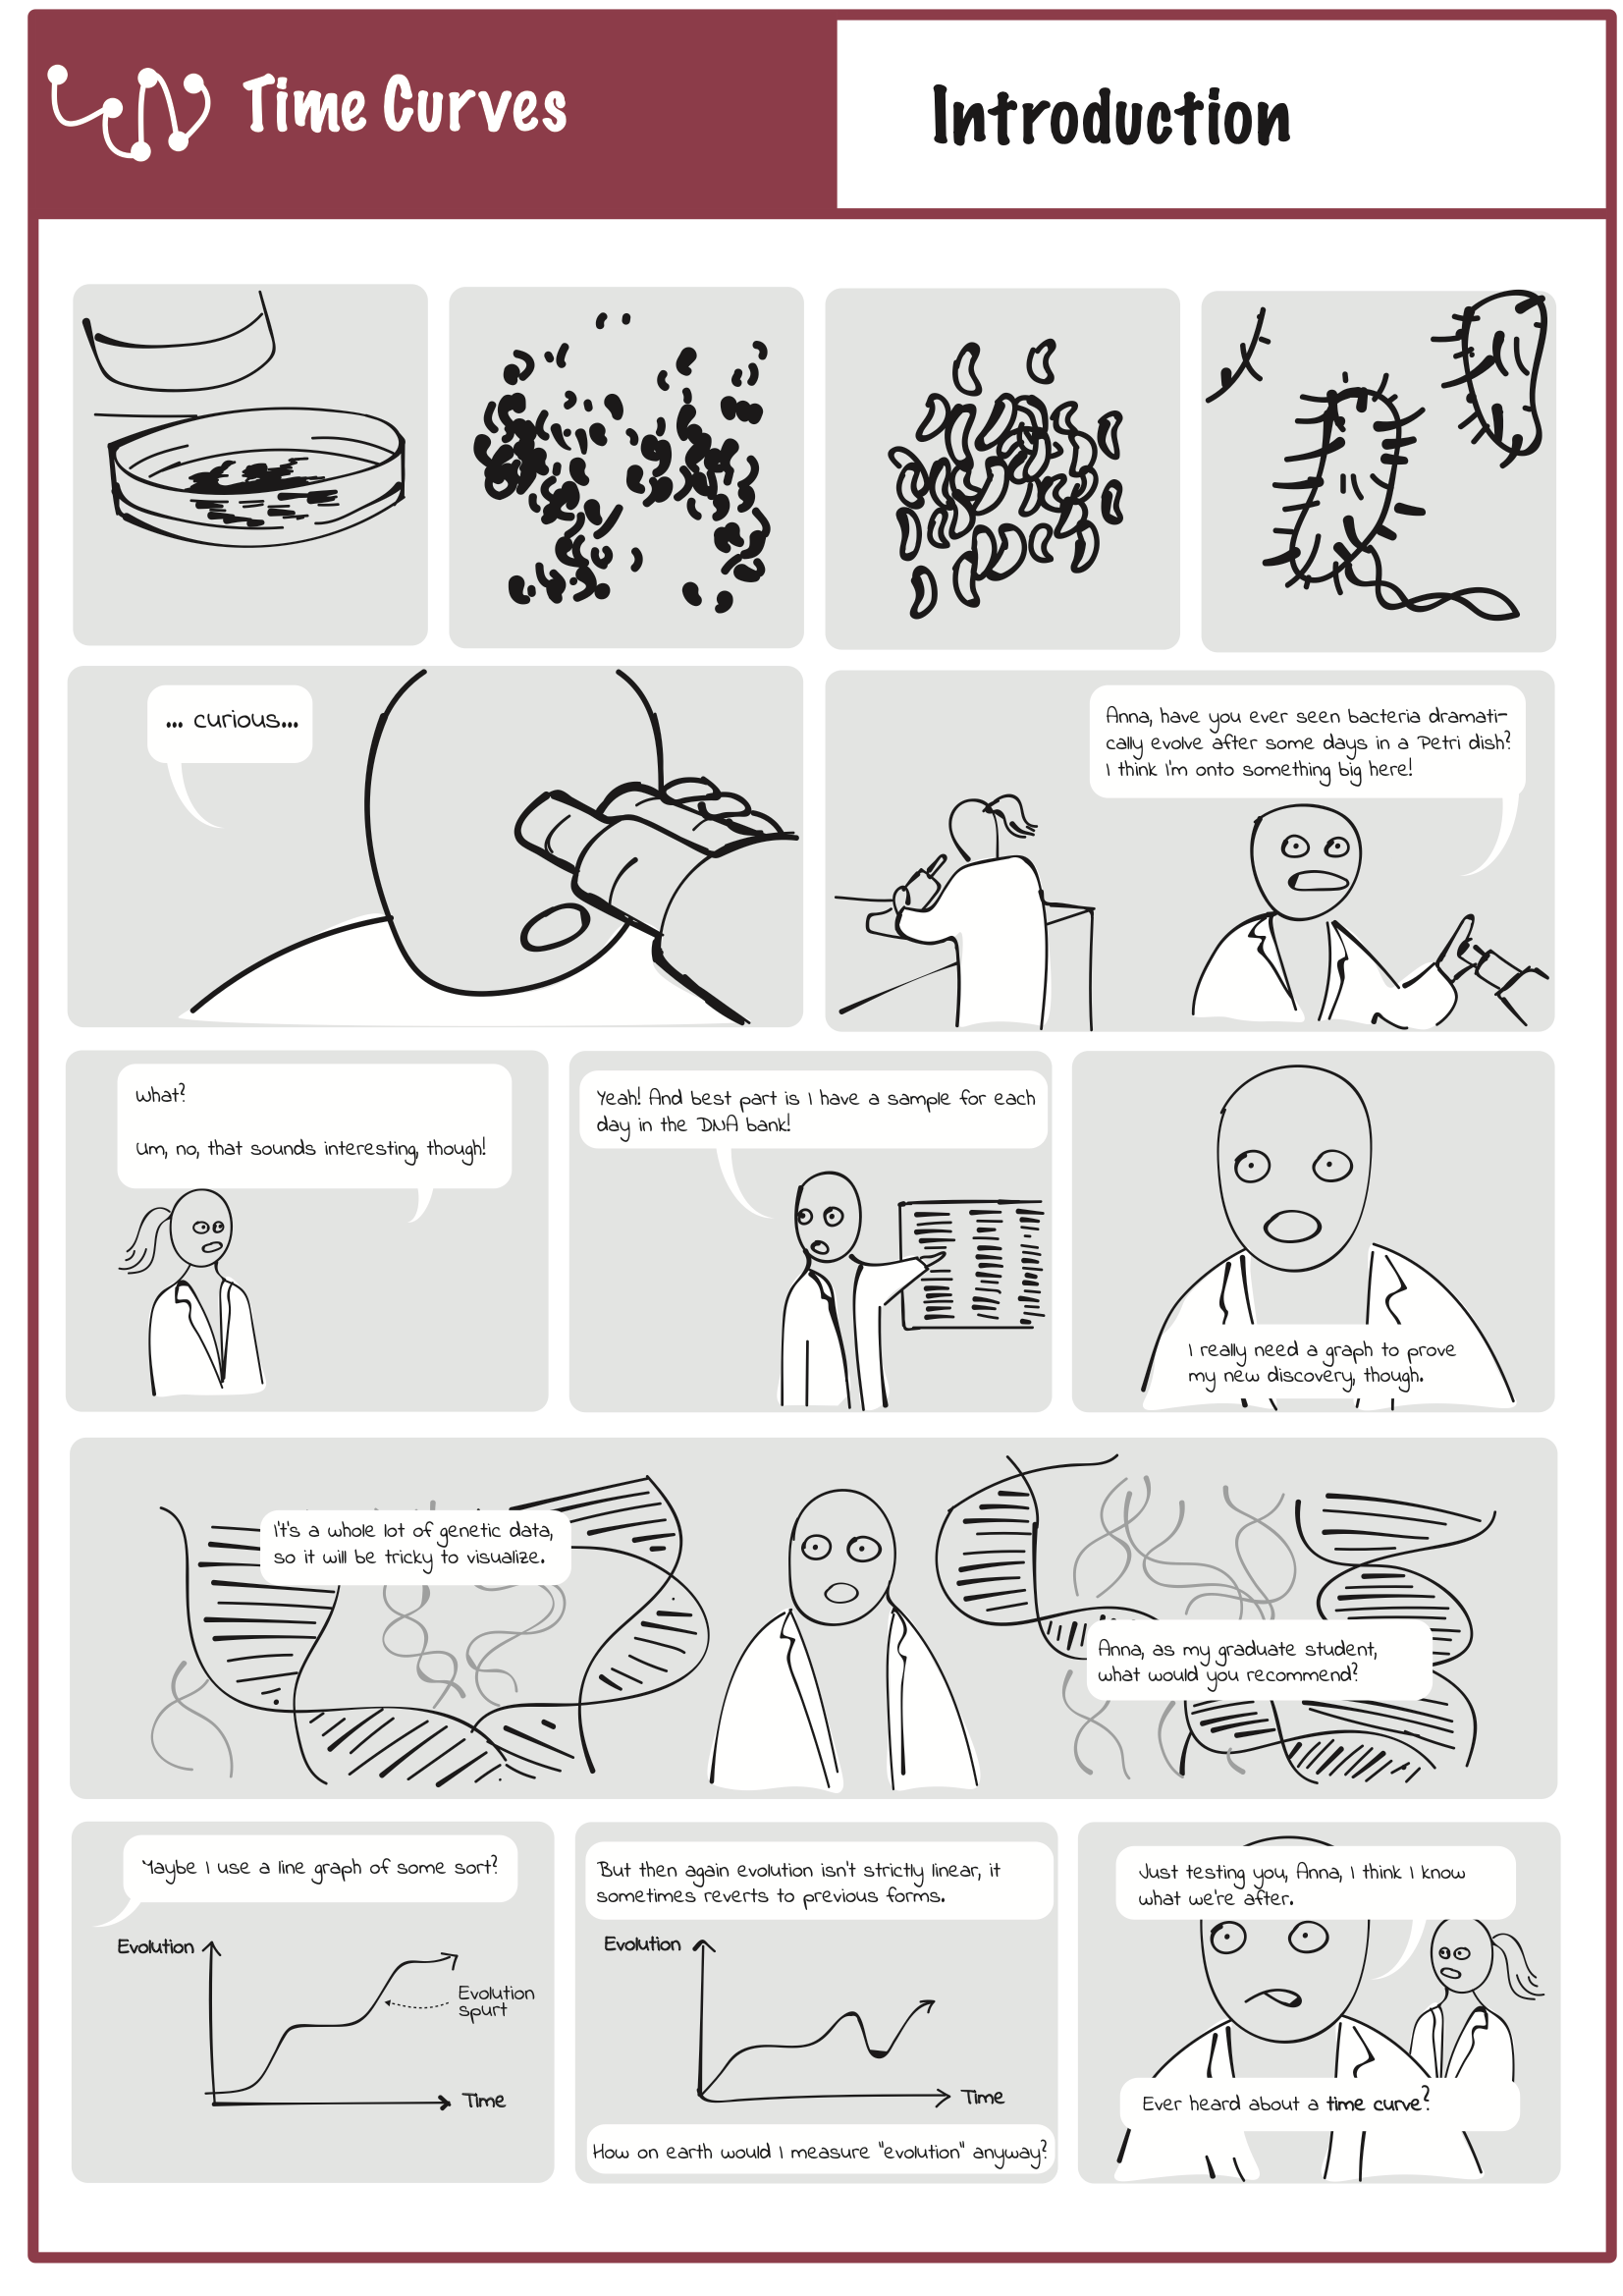 Time Curves
Introduction
... curious...
Anna, have you ever seen bacteria dramati-
cally evolve after some days in a Petri dish?
I think I'm onto something big here!
What?
Um, no, that sounds interesting, though!
Yeah! And best part is I have a sample for each
day in the DNA bank!
I really need a graph to prove
my new discovery, though.
It's a whole lot of genetic data,
so it will be tricky to visualize.
Anna, as my graduate student,
what would you recommend?
Maybe I use a line graph of some sort?
Evolution
Evolution
spurt
Time
But then again evolution isn't strictly linear, it
sometimes reverts to previous forms.
Evolution
Time
How on earth would I measure "evolution" anyway?
Just testing you, Anna, I think I know
what we're after.
Ever heard about a time curve?